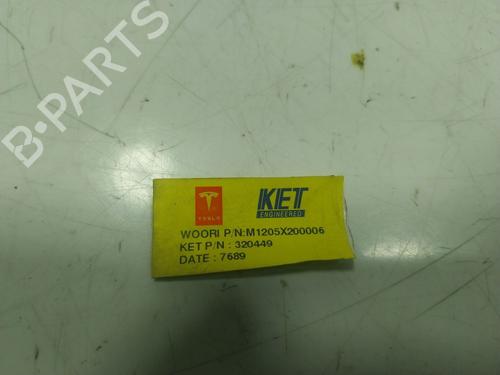 B-PARTS
TESLA
KET
ENGINEERED
WOORI P/N:M1205X200006
KET P/N : 320449
DATE : 7689